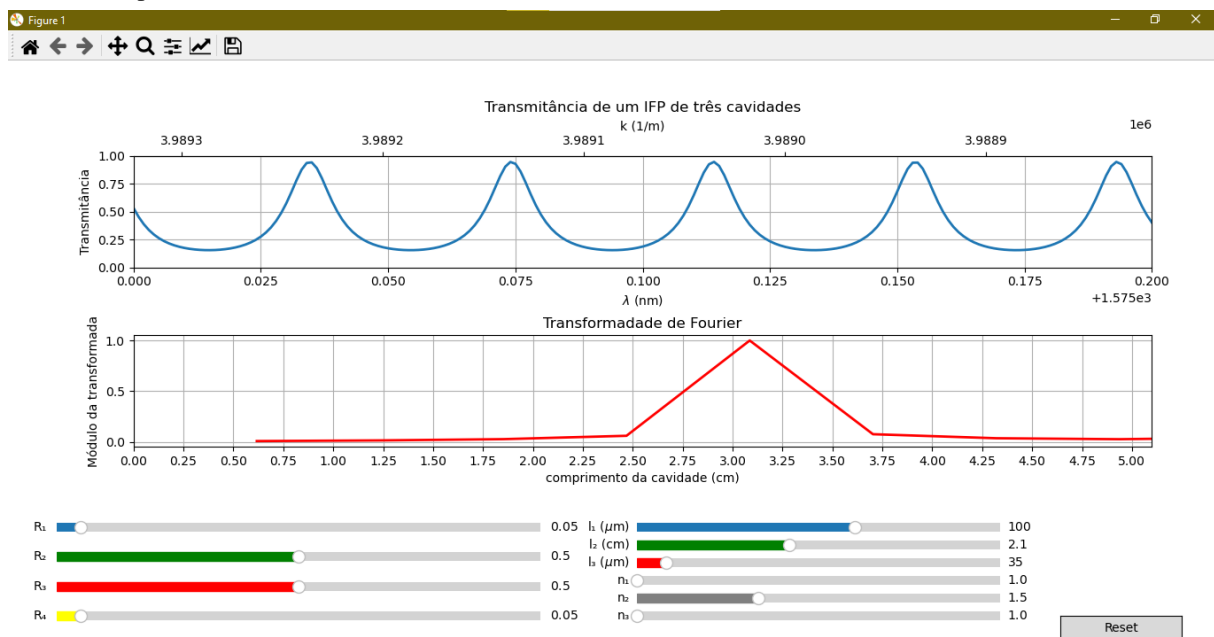 Figure 1
Transmitância de um IFP de três cavidades
k (1/m)
1e6
3.9893 3.9892 3.9891 3.9890 3.9889
Transmitância
1.00
0.75
0.50
0.25
0.00
0.000 0.025 0.050 0.075 0.100 0.125 0.150 0.175 0.200
λ (nm)
+1.575e3
Transformadade de Fourier
Módulo da transformada
1.0
0.5
0.0
0.00 0.25 0.50 0.75 1.00 1.25 1.50 1.75 2.00 2.25 2.50 2.75 3.00 3.25 3.50 3.75 4.00 4.25 4.50 4.75 5.00
comprimento da cavidade (cm)
R₁ 0.05
R₂ 0.5
R₃ 0.5
R₄ 0.05
l₁ (μm) 100
l₂ (cm) 2.1
l₃ (μm) 35
n₁ 1.0
n₂ 1.5
n₃ 1.0
Reset